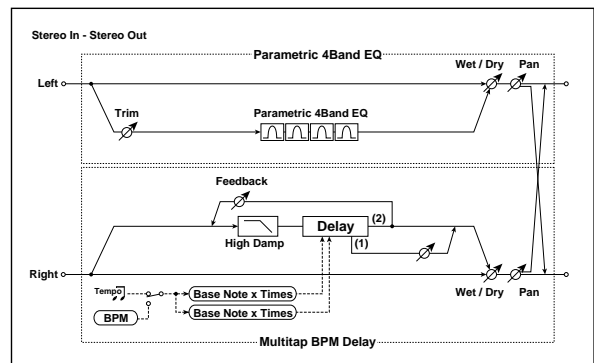 Stereo In - Stereo Out
Parametric 4Band EQ
Wet / Dry
Pan
Left
Trim
Parametric 4Band EQ
Feedback
High Damp
Delay
(2)
(1)
Right
Tempo
BPM
Base Note x Times
Base Note x Times
Wet / Dry
Pan
Multitap BPM Delay